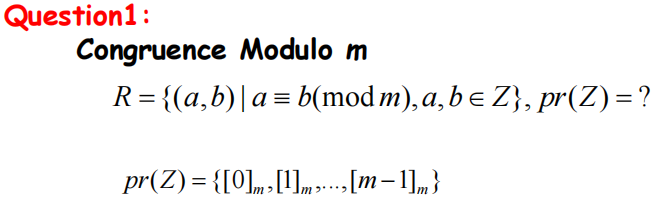 Question1:
Congruence Modulo m
R = {(a,b) | a ≡ b(mod m), a, b ∈ Z}, pr(Z) = ?
pr(Z) = {[0]ₘ,[1]ₘ,...,[m−1]ₘ}